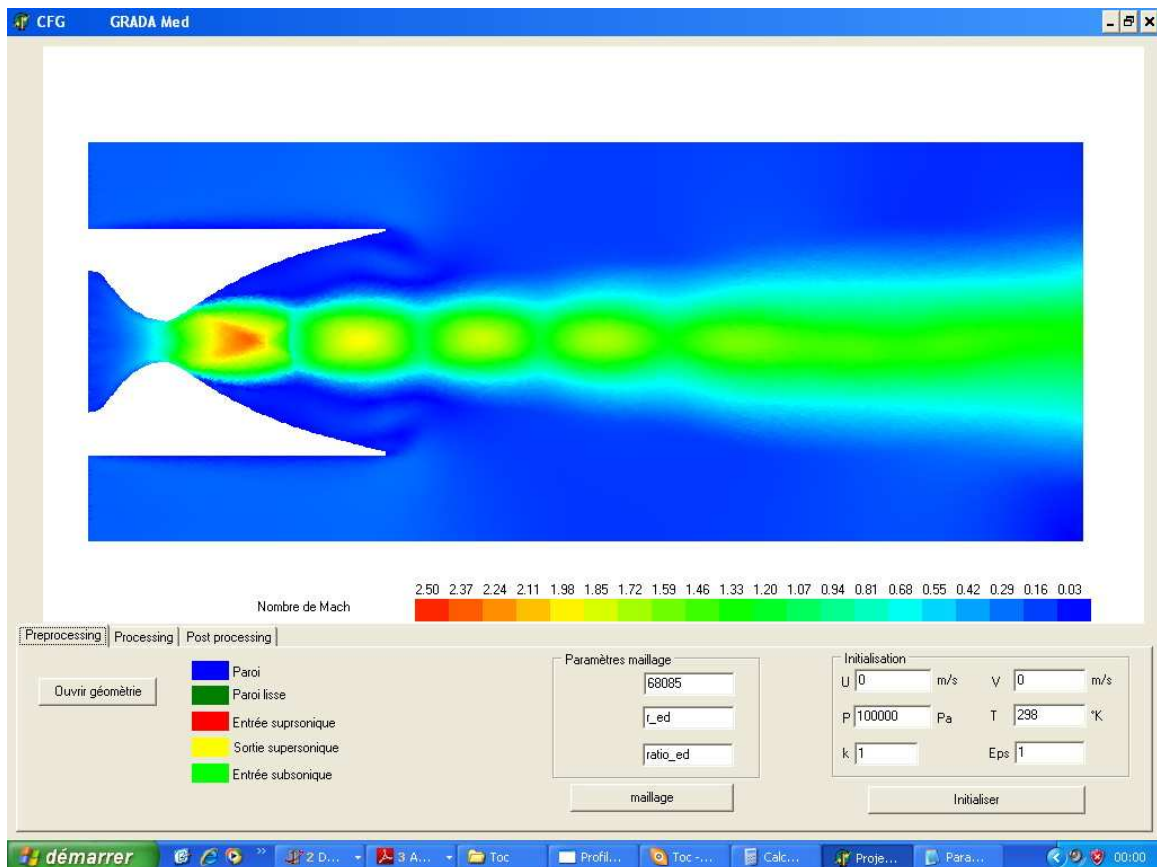 CFG GRADA Med
2.50 2.37 2.24 2.11 1.98 1.85 1.72 1.59 1.46 1.33 1.20 1.07 0.94 0.81 0.68 0.55 0.42 0.29 0.16 0.03
Nombre de Mach
Preprocessing Processing Post processing
Ouvrir géomètrie
Paroi
Paroi lisse
Entrée suprsonique
Sortie supersonique
Entrée subsonique
Paramètres maillage
68085
r_ed
ratio_ed
maillage
Initialisation
U 0 m/s V 0 m/s
P 100000 Pa T 298 °K
k 1 Eps 1
Initialiser
démarrer 2 D... 3 A... Toc Profil... Toc -... Calc... Proje... Para... 00:00